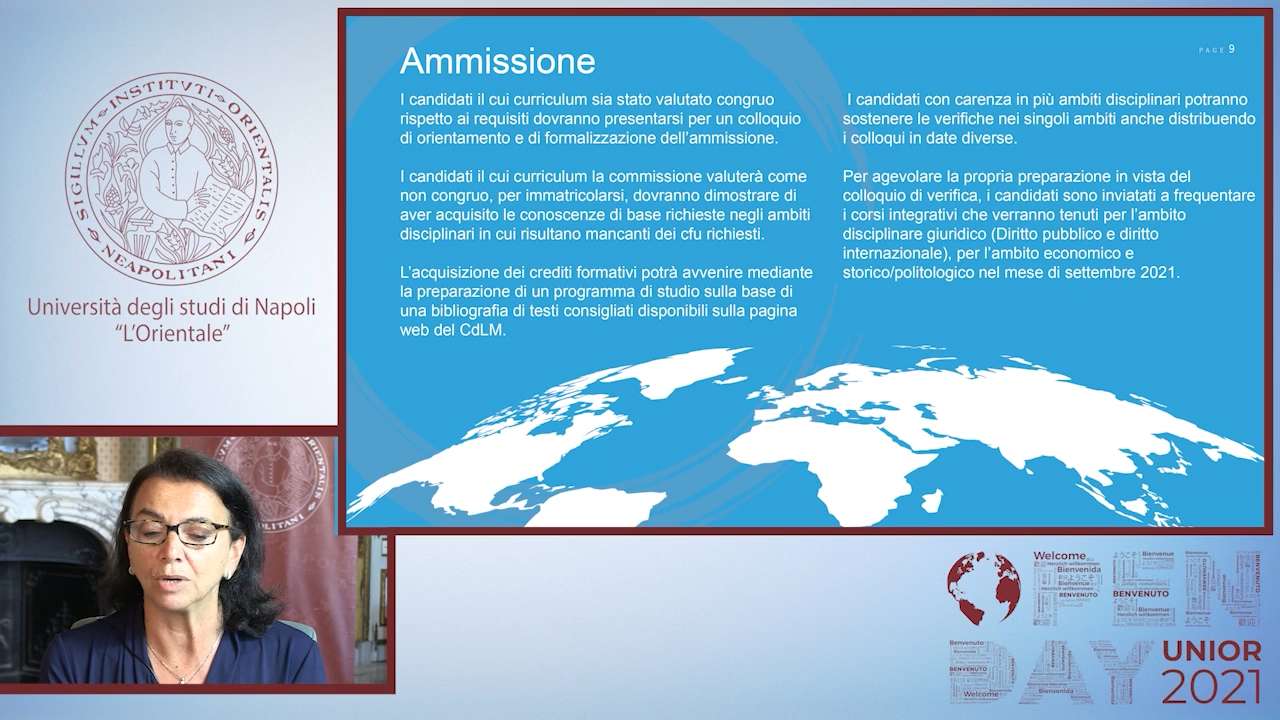 SIGILLVM INSTITVTI ORIENTALIS NEAPOLITANI
Università degli studi di Napoli
“L’Orientale”
PAGE 9
Ammissione
I candidati il cui curriculum sia stato valutato congruo
rispetto ai requisiti dovranno presentarsi per un colloquio
di orientamento e di formalizzazione dell’ammissione.
I candidati il cui curriculum la commissione valuterà come
non congruo, per immatricolarsi, dovranno dimostrare di
aver acquisito le conoscenze di base richieste negli ambiti
disciplinari in cui risultano mancanti dei cfu richiesti.
L’acquisizione dei crediti formativi potrà avvenire mediante
la preparazione di un programma di studio sulla base di
una bibliografia di testi consigliati disponibili sulla pagina
web del CdLM.
I candidati con carenza in più ambiti disciplinari potranno
sostenere le verifiche nei singoli ambiti anche distribuendo
i colloqui in date diverse.
Per agevolare la propria preparazione in vista del
colloquio di verifica, i candidati sono inviatati a frequentare
i corsi integrativi che verranno tenuti per l’ambito
disciplinare giuridico (Diritto pubblico e diritto
internazionale), per l’ambito economico e
storico/politologico nel mese di settembre 2021.
OPEN
DAY UNIOR
2021
Welcome
Bienvenue
Bienvenida
BENVENUTO
Bienvenue
Benvenuto
Welcome